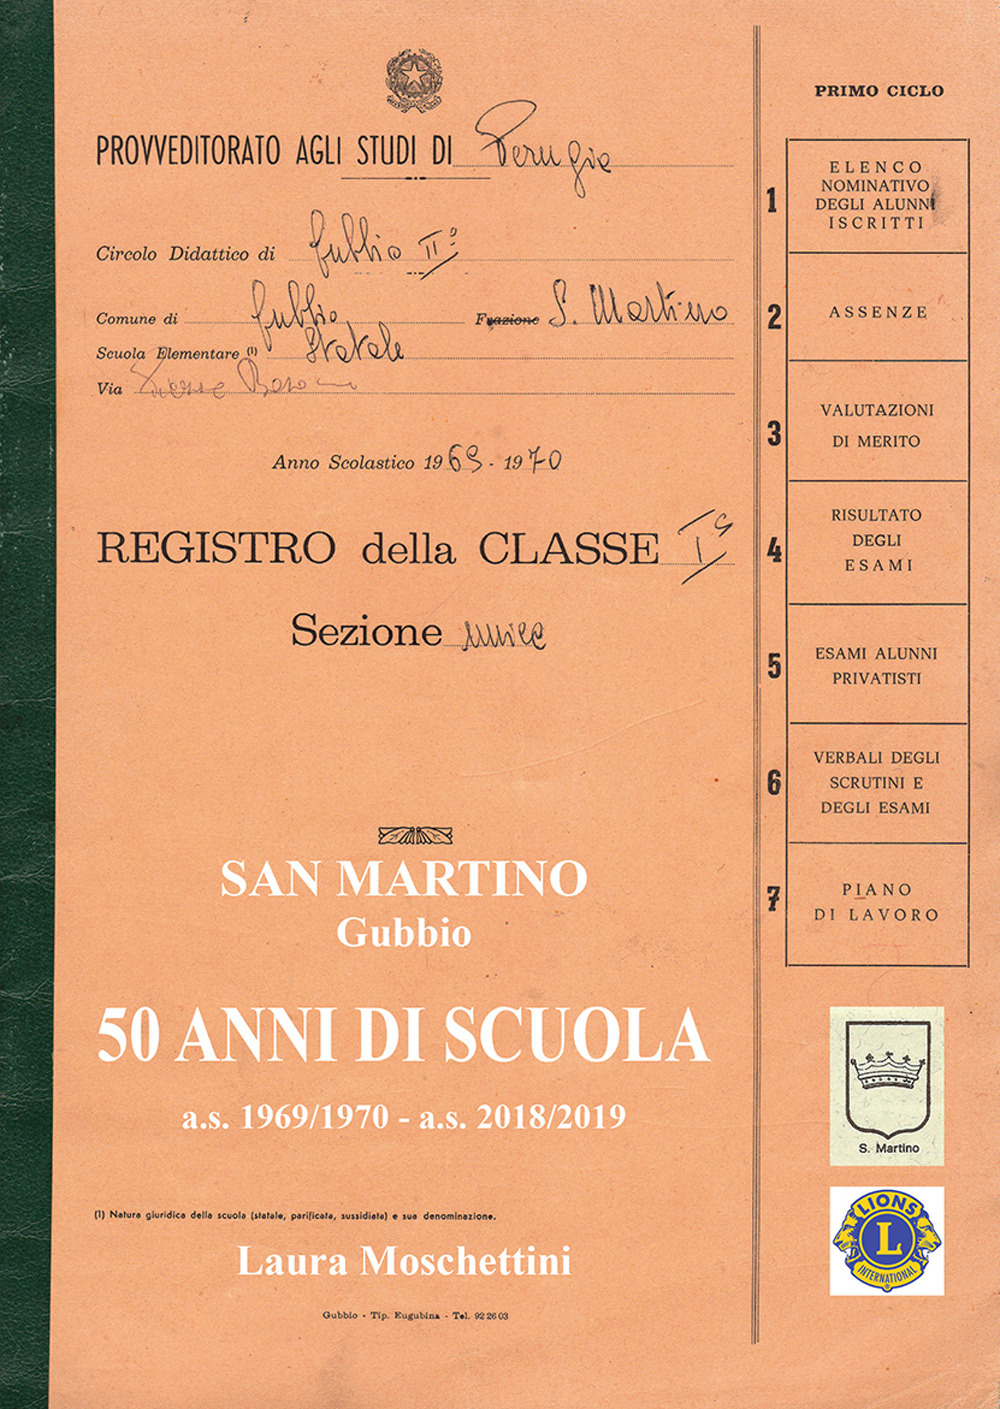 PROVVEDITORATO AGLI STUDI DI Perugia
Circolo Didattico di Gubbio II°
Comune di Gubbio Frazione S. Martino
Scuola Elementare (1) Statale
Via
Anno Scolastico 1969 - 1970
REGISTRO della CLASSE Iª
Sezione unica
SAN MARTINO
Gubbio
50 ANNI DI SCUOLA
a.s. 1969/1970 - a.s. 2018/2019
(1) Natura giuridica della scuola (statale, parificata, sussidiata) e sua denominazione.
Laura Moschettini
Gubbio - Tip. Eugubina - Tel. 92 26 03
PRIMO CICLO
1
ELENCO
NOMINATIVO
DEGLI ALUNNI
ISCRITTI
2
ASSENZE
3
VALUTAZIONI
DI MERITO
4
RISULTATO
DEGLI
ESAMI
5
ESAMI ALUNNI
PRIVATISTI
6
VERBALI DEGLI
SCRUTINI E
DEGLI ESAMI
7
PIANO
DI LAVORO
S. Martino
LIONS
L
INTERNATIONAL